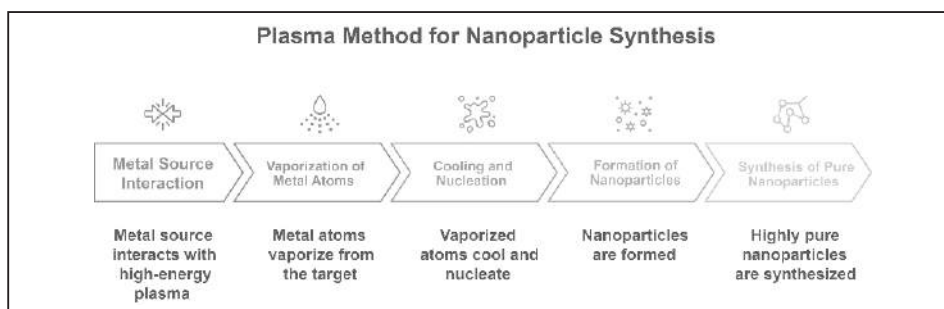 Plasma Method for Nanoparticle Synthesis
Metal Source
Interaction
Vaporization of
Metal Atoms
Cooling and
Nucleation
Formation of
Nanoparticles
Synthesis of Pure
Nanoparticles
Metal source
interacts with
high-energy
plasma
Metal atoms
vaporize from
the target
Vaporized
atoms cool and
nucleate
Nanoparticles
are formed
Highly pure
nanoparticles
are synthesized